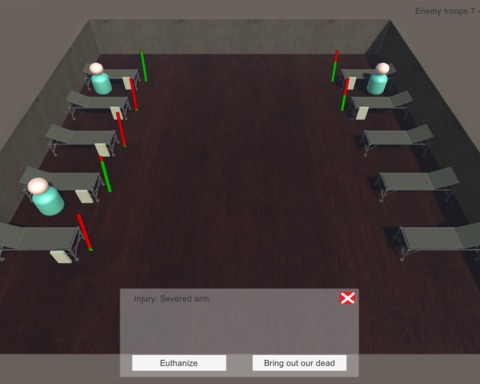 Enemy troops 7 -
Injury: Severed arm.
Euthanize
Bring out our dead